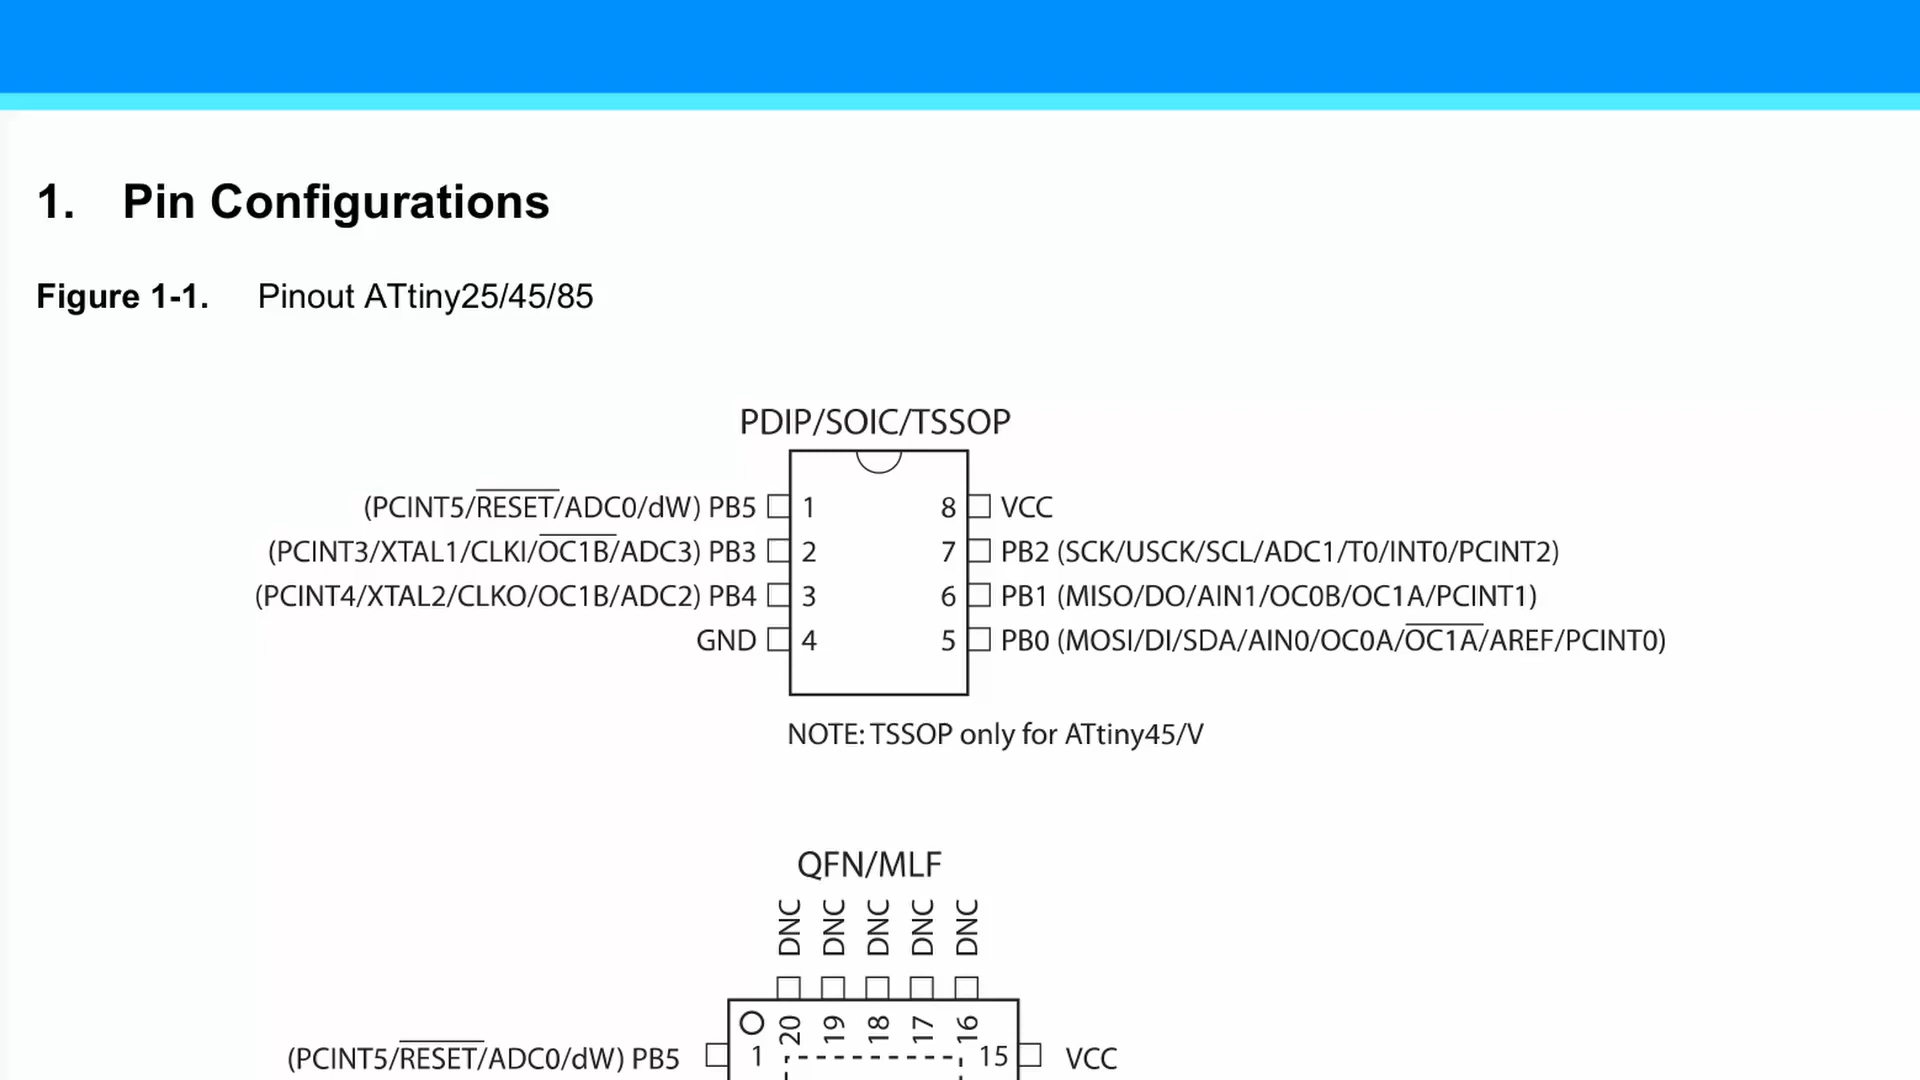 1. Pin Configurations
Figure 1-1. Pinout ATtiny25/45/85
PDIP/SOIC/TSSOP
(PCINT5/RESET/ADC0/dW) PB5 1 8 VCC
(PCINT3/XTAL1/CLKI/OC1B/ADC3) PB3 2 7 PB2 (SCK/USCK/SCL/ADC1/T0/INT0/PCINT2)
(PCINT4/XTAL2/CLKO/OC1B/ADC2) PB4 3 6 PB1 (MISO/DO/AIN1/OC0B/OC1A/PCINT1)
GND 4 5 PB0 (MOSI/DI/SDA/AIN0/OC0A/OC1A/AREF/PCINT0)
NOTE: TSSOP only for ATtiny45/V
QFN/MLF
DNC DNC DNC DNC DNC
20 19 18 17 16
(PCINT5/RESET/ADC0/dW) PB5 1 15 VCC